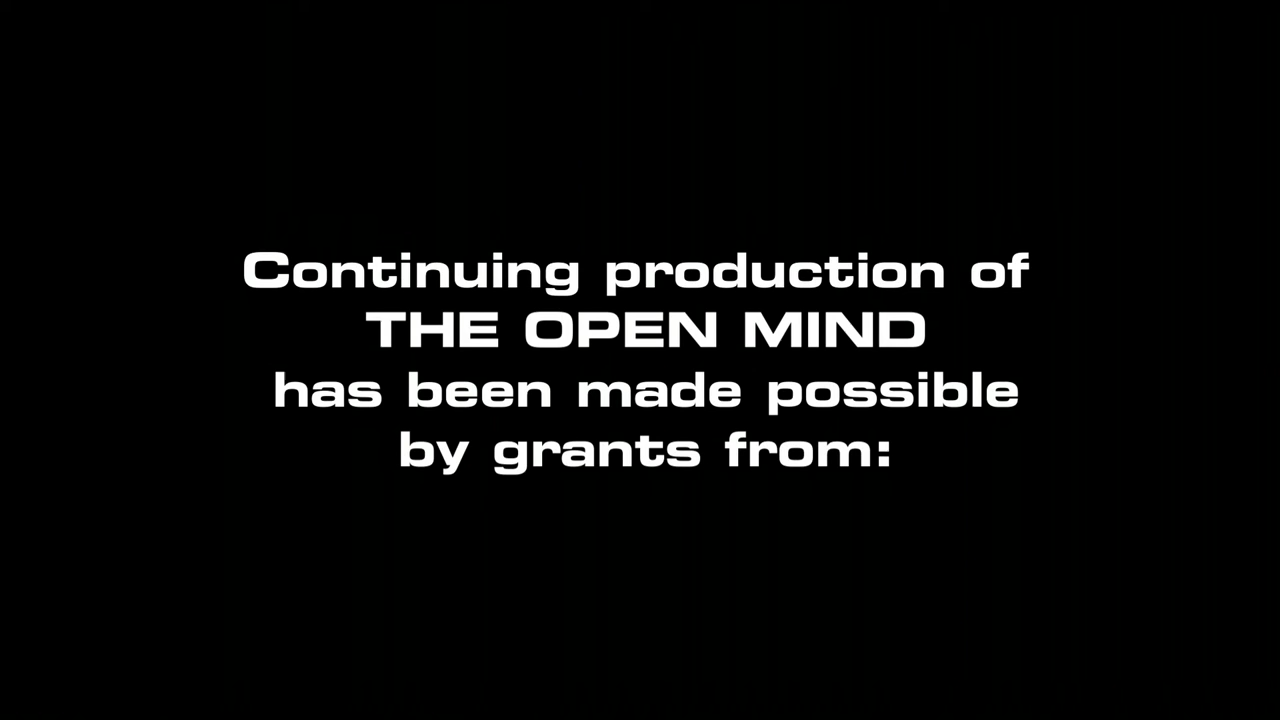 Continuing production of
THE OPEN MIND
has been made possible
by grants from: